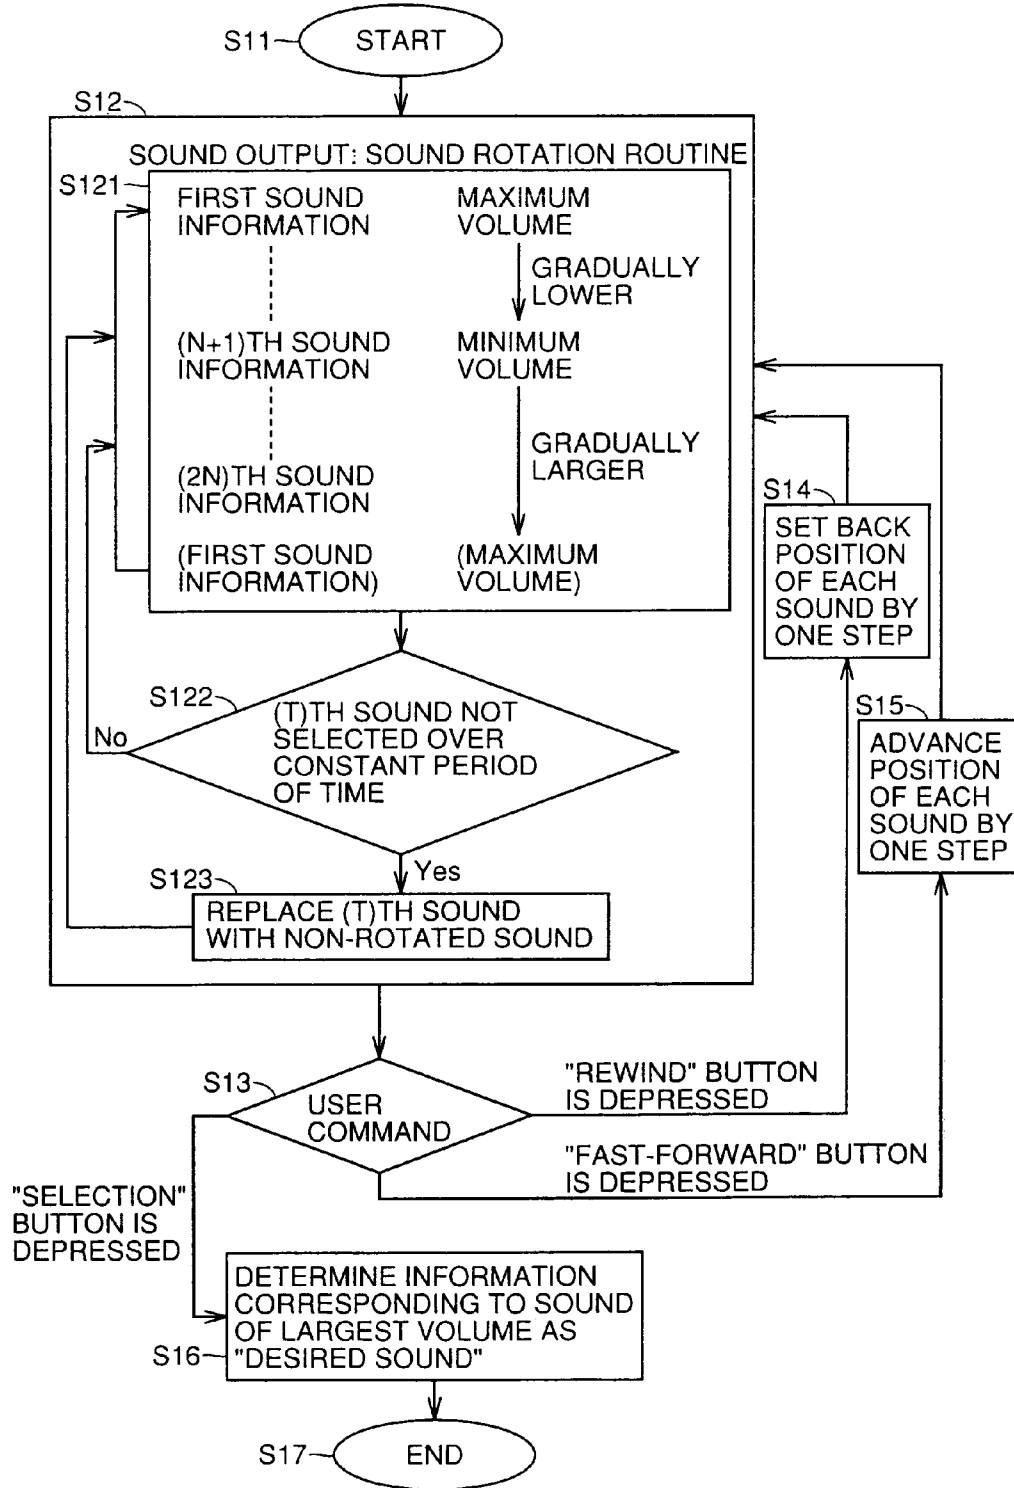 S11
START
S12
SOUND OUTPUT: SOUND ROTATION ROUTINE
S121
FIRST SOUND
INFORMATION
MAXIMUM
VOLUME
GRADUALLY
LOWER
(N+1)TH SOUND
INFORMATION
MINIMUM
VOLUME
GRADUALLY
LARGER
(2N)TH SOUND
INFORMATION
(FIRST SOUND
INFORMATION)
(MAXIMUM
VOLUME)
S14
SET BACK
POSITION
OF EACH
SOUND BY
ONE STEP
S122
(T)TH SOUND NOT
SELECTED OVER
CONSTANT PERIOD
OF TIME
No
Yes
S15
ADVANCE
POSITION
OF EACH
SOUND BY
ONE STEP
S123
REPLACE (T)TH SOUND
WITH NON-ROTATED SOUND
S13
USER
COMMAND
"REWIND" BUTTON
IS DEPRESSED
"FAST-FORWARD" BUTTON
IS DEPRESSED
"SELECTION"
BUTTON IS
DEPRESSED
DETERMINE INFORMATION
CORRESPONDING TO SOUND
OF LARGEST VOLUME AS
"DESIRED SOUND"
S16
S17
END